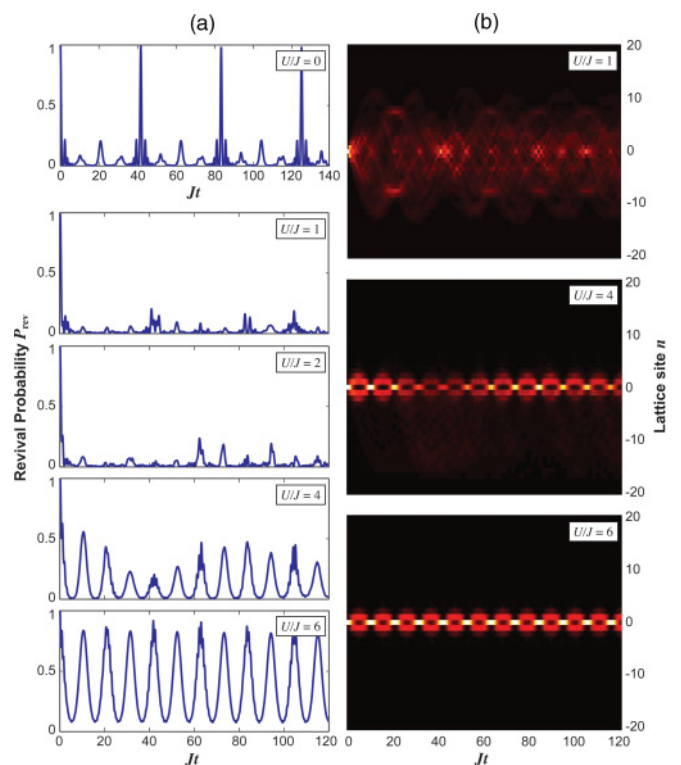 (a)
1
0.5
0
0 20 40 60 80 100 120 140
Jt
U/J = 0
1
0.5
0
U/J = 1
1
0.5
0
U/J = 2
1
0.5
0
U/J = 4
1
0.5
0
U/J = 6
0 20 40 60 80 100 120
Jt
Revival Probability Prev
(b)
U/J = 1
20
10
0
-10
-20
U/J = 4
20
10
0
-10
-20
U/J = 6
20
10
0
-10
-20
0 20 40 60 80 100 120
Jt
Lattice site n